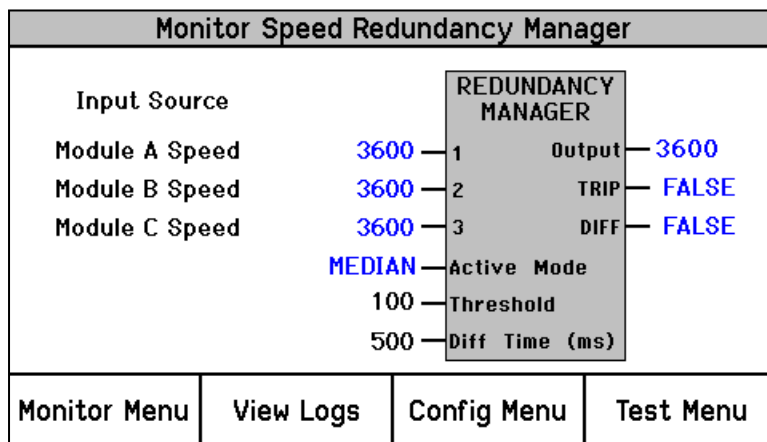 Monitor Speed Redundancy Manager
Input Source
REDUNDANCY
MANAGER
Module A Speed 3600 1 Output 3600
Module B Speed 3600 2 TRIP FALSE
Module C Speed 3600 3 DIFF FALSE
MEDIAN Active Mode
100 Threshold
500 Diff Time (ms)
Monitor Menu View Logs Config Menu Test Menu